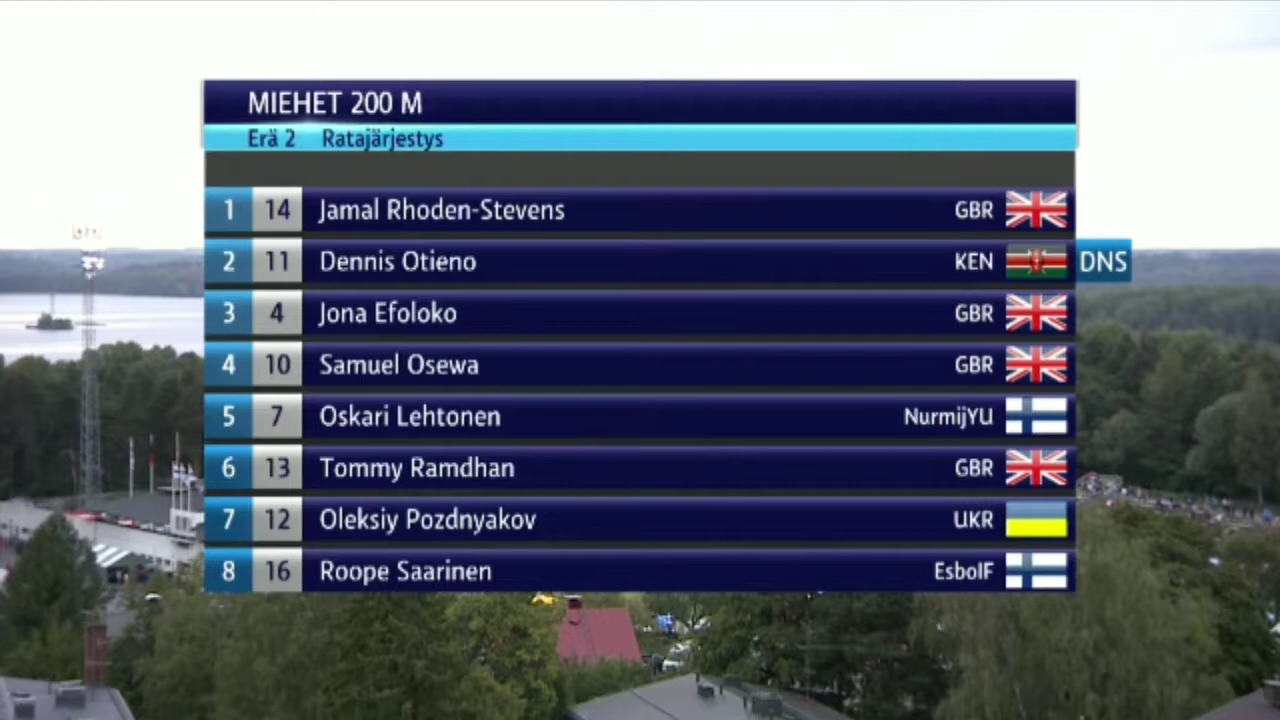 MIEHET 200 M
Erä 2 Ratajärjestys
1 14 Jamal Rhoden-Stevens GBR
2 11 Dennis Otieno KEN DNS
3 4 Jona Efoloko GBR
4 10 Samuel Osewa GBR
5 7 Oskari Lehtonen NurmijYU
6 13 Tommy Ramdhan GBR
7 12 Oleksiy Pozdnyakov UKR
8 16 Roope Saarinen EsboIF